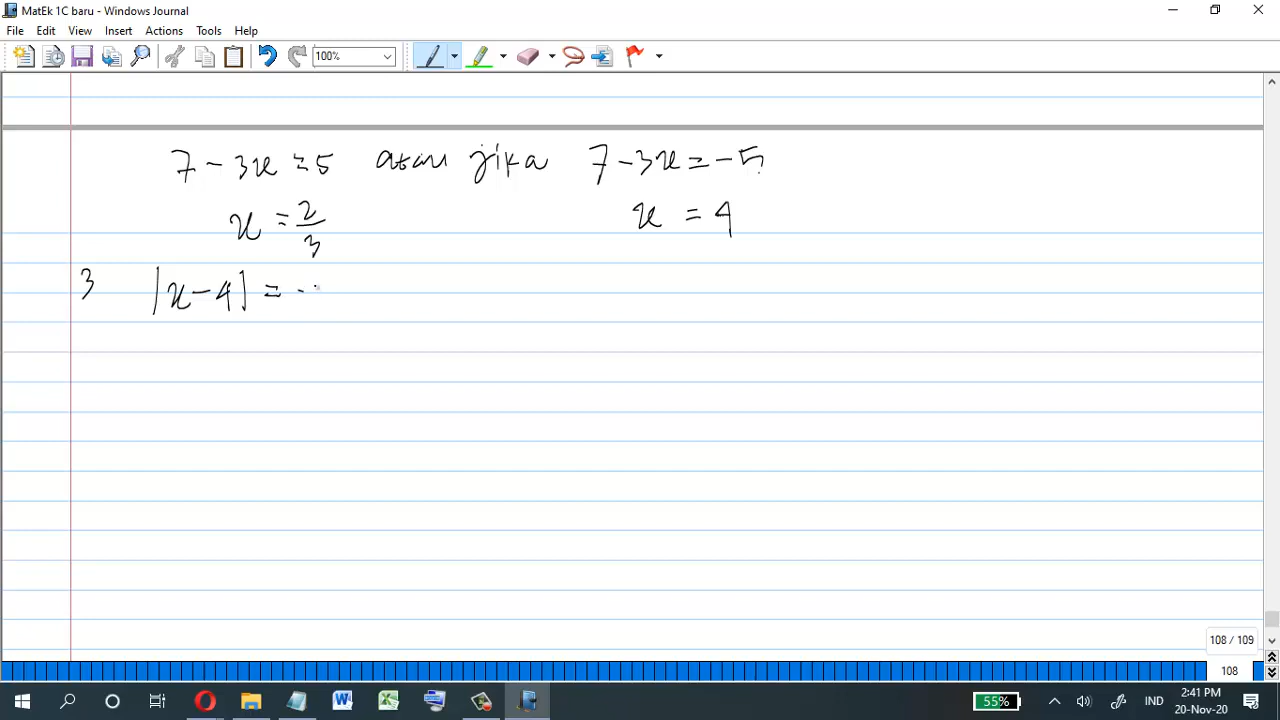 MatEk 1C baru - Windows Journal
File Edit View Insert Actions Tools Help
100%
7 - 3x = 5 atau jika 7 - 3x = -5
x = 2/3 x = 4
3 |x - 4| = ...
108 / 109
108
55% IND 2:41 PM
20-Nov-20